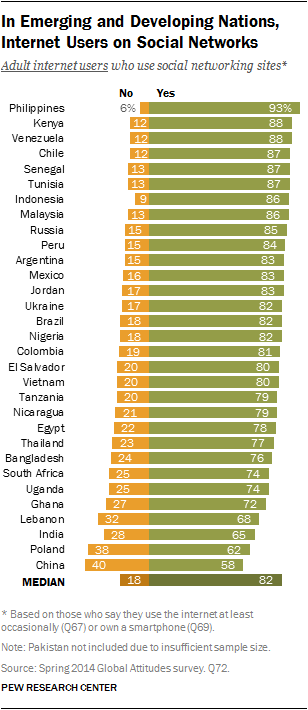 In Emerging and Developing Nations,
Internet Users on Social Networks
Adult internet users who use social networking sites*
No Yes
Philippines 6% 93%
Kenya 12 88
Venezuela 12 88
Chile 12 87
Senegal 13 87
Tunisia 13 87
Indonesia 9 86
Malaysia 13 86
Russia 15 85
Peru 15 84
Argentina 15 83
Mexico 16 83
Jordan 17 83
Ukraine 17 82
Brazil 18 82
Nigeria 18 82
Colombia 19 81
El Salvador 20 80
Vietnam 20 80
Tanzania 20 79
Nicaragua 21 79
Egypt 22 78
Thailand 23 77
Bangladesh 24 76
South Africa 25 74
Uganda 25 74
Ghana 27 72
Lebanon 32 68
India 28 65
Poland 38 62
China 40 58
MEDIAN 18 82
* Based on those who say they use the internet at least
occasionally (Q67) or own a smartphone (Q69).
Note: Pakistan not included due to insufficient sample size.
Source: Spring 2014 Global Attitudes survey. Q72.
PEW RESEARCH CENTER